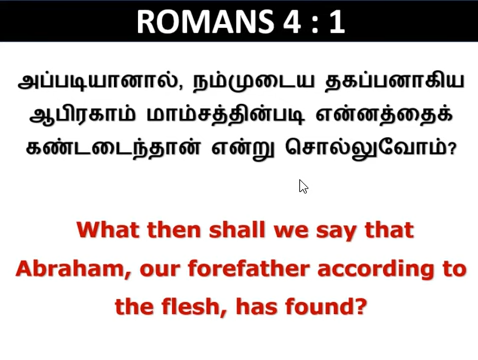 ROMANS 4 : 1
அப்படியானால், நம்முடைய தகப்பனாகிய
ஆபிரகாம் மாம்சத்தின்படி என்னத்தைக்
கண்டடைந்தான் என்று சொல்லுவோம்?
What then shall we say that
Abraham, our forefather according to
the flesh, has found?